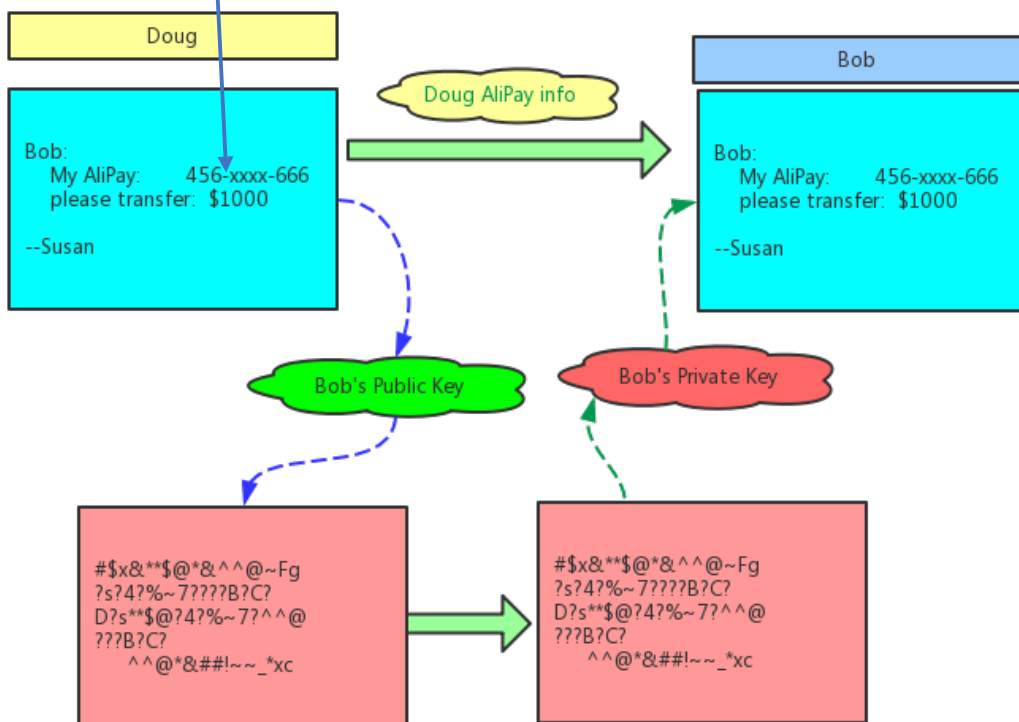 Doug
Bob
Doug AliPay info
Bob:
My AliPay: 456-xxxx-666
please transfer: $1000
--Susan
Bob:
My AliPay: 456-xxxx-666
please transfer: $1000
--Susan
Bob's Public Key
Bob's Private Key
#$x&**$@*&^^@~Fg
?s?4?%~7????B?C?
D?s**$@?4?%~7?^^@
???B?C?
^^@*&##!~~_*xc
#$x&**$@*&^^@~Fg
?s?4?%~7????B?C?
D?s**$@?4?%~7?^^@
???B?C?
^^@*&##!~~_*xc